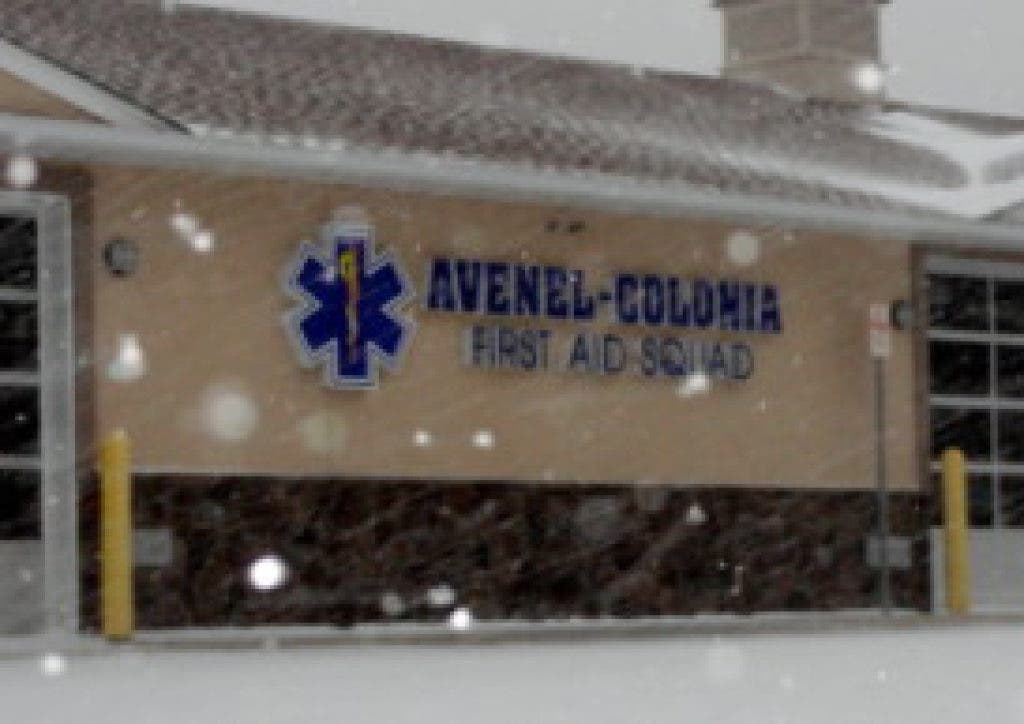 AVENEL-COLONIA
FIRST AID SQUAD